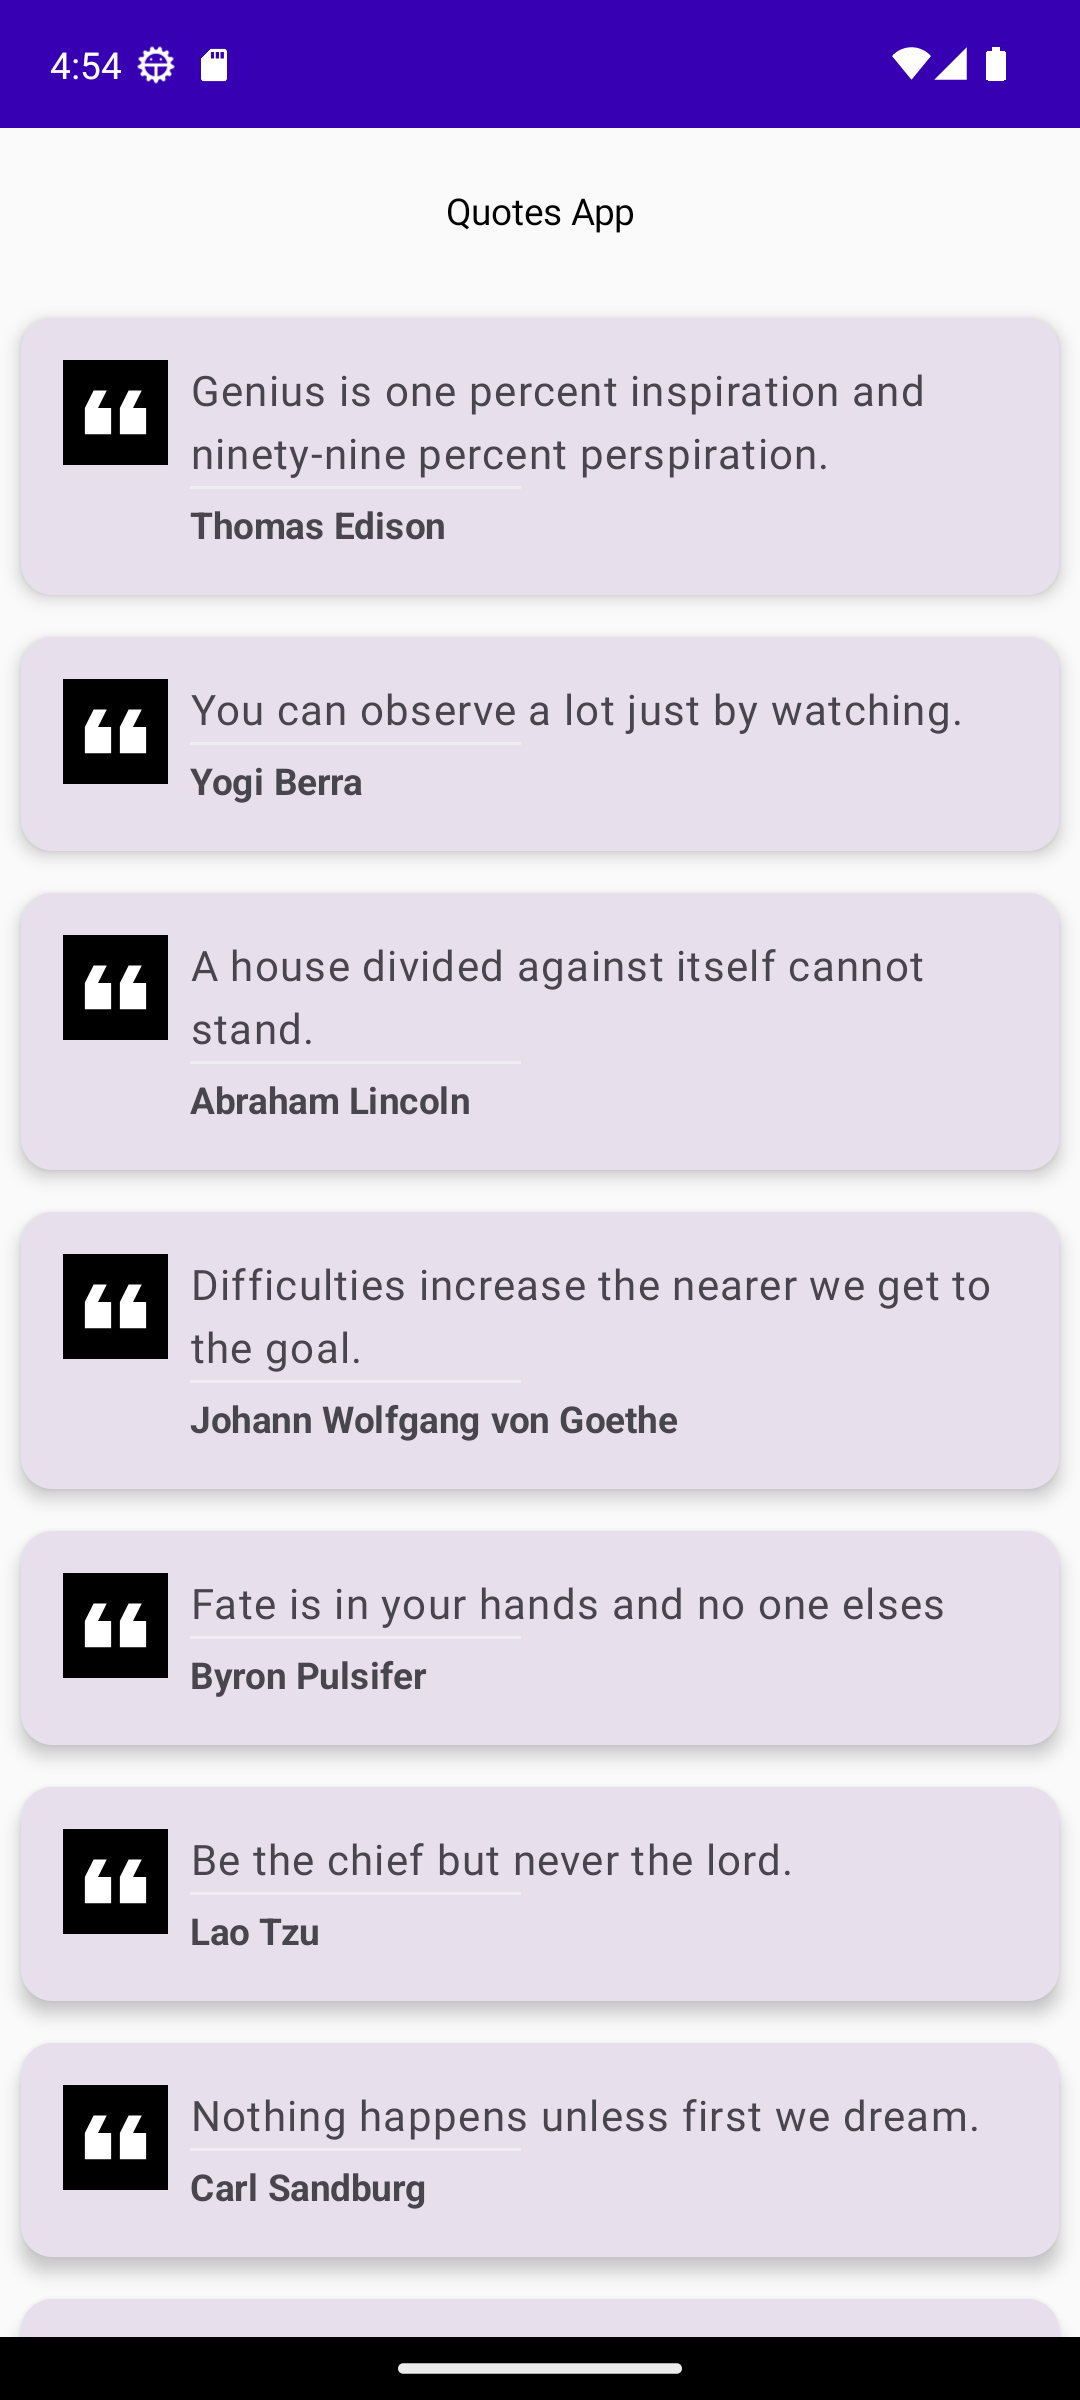 4:54
Quotes App
Genius is one percent inspiration and
ninety-nine percent perspiration.
Thomas Edison
You can observe a lot just by watching.
Yogi Berra
A house divided against itself cannot
stand.
Abraham Lincoln
Difficulties increase the nearer we get to
the goal.
Johann Wolfgang von Goethe
Fate is in your hands and no one elses
Byron Pulsifer
Be the chief but never the lord.
Lao Tzu
Nothing happens unless first we dream.
Carl Sandburg